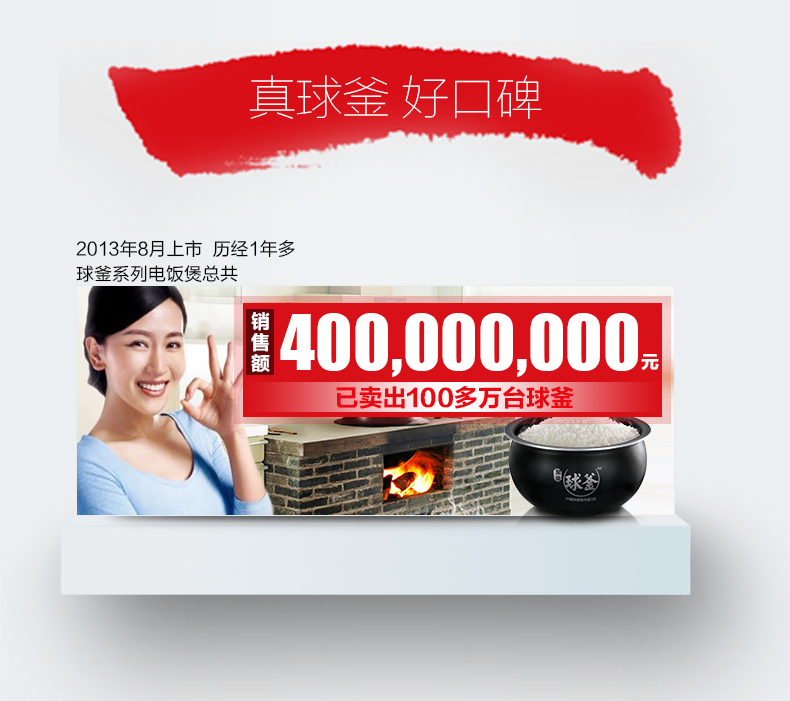 真球釜 好口碑
2013年8月上市 历经1年多
球釜系列电饭煲总共
销售额
400,000,000元
已卖出100多万台球釜
球釜